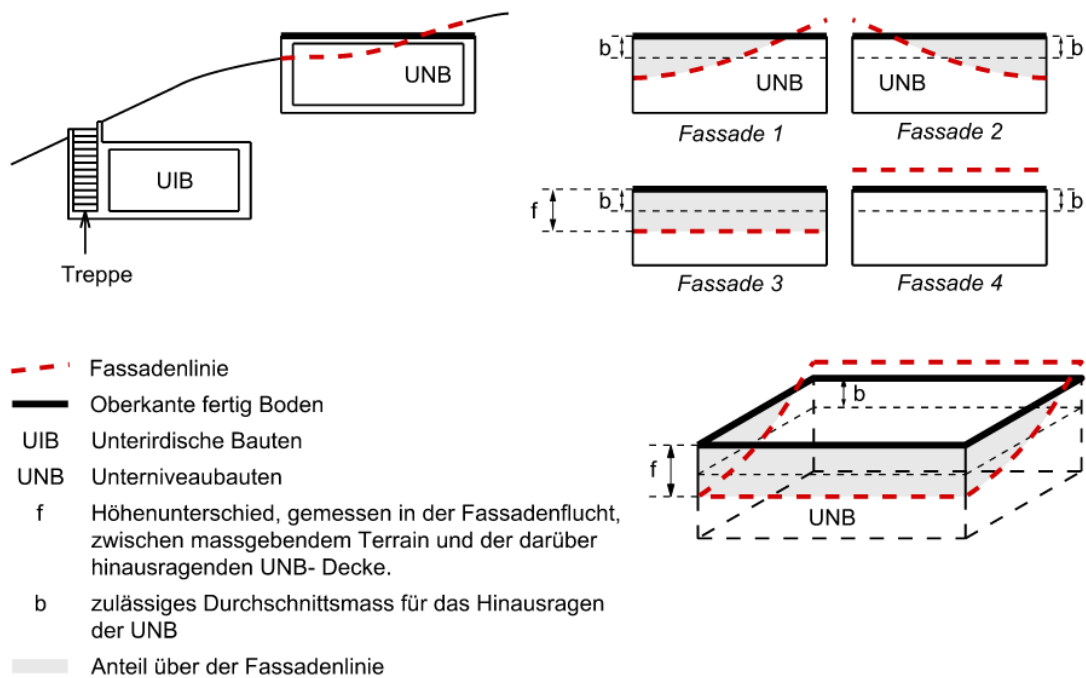 UNB
UIB
Treppe
b
UNB
Fassade 1
b
UNB
Fassade 2
f
b
Fassade 3
b
Fassade 4
Fassadenlinie
Oberkante fertig Boden
UIB Unterirdische Bauten
UNB Unterniveaubauten
f Höhenunterschied, gemessen in der Fassadenflucht,
zwischen massgebendem Terrain und der darüber
hinausragenden UNB- Decke.
b zulässiges Durchschnittsmass für das Hinausragen
der UNB
Anteil über der Fassadenlinie
b
f
UNB